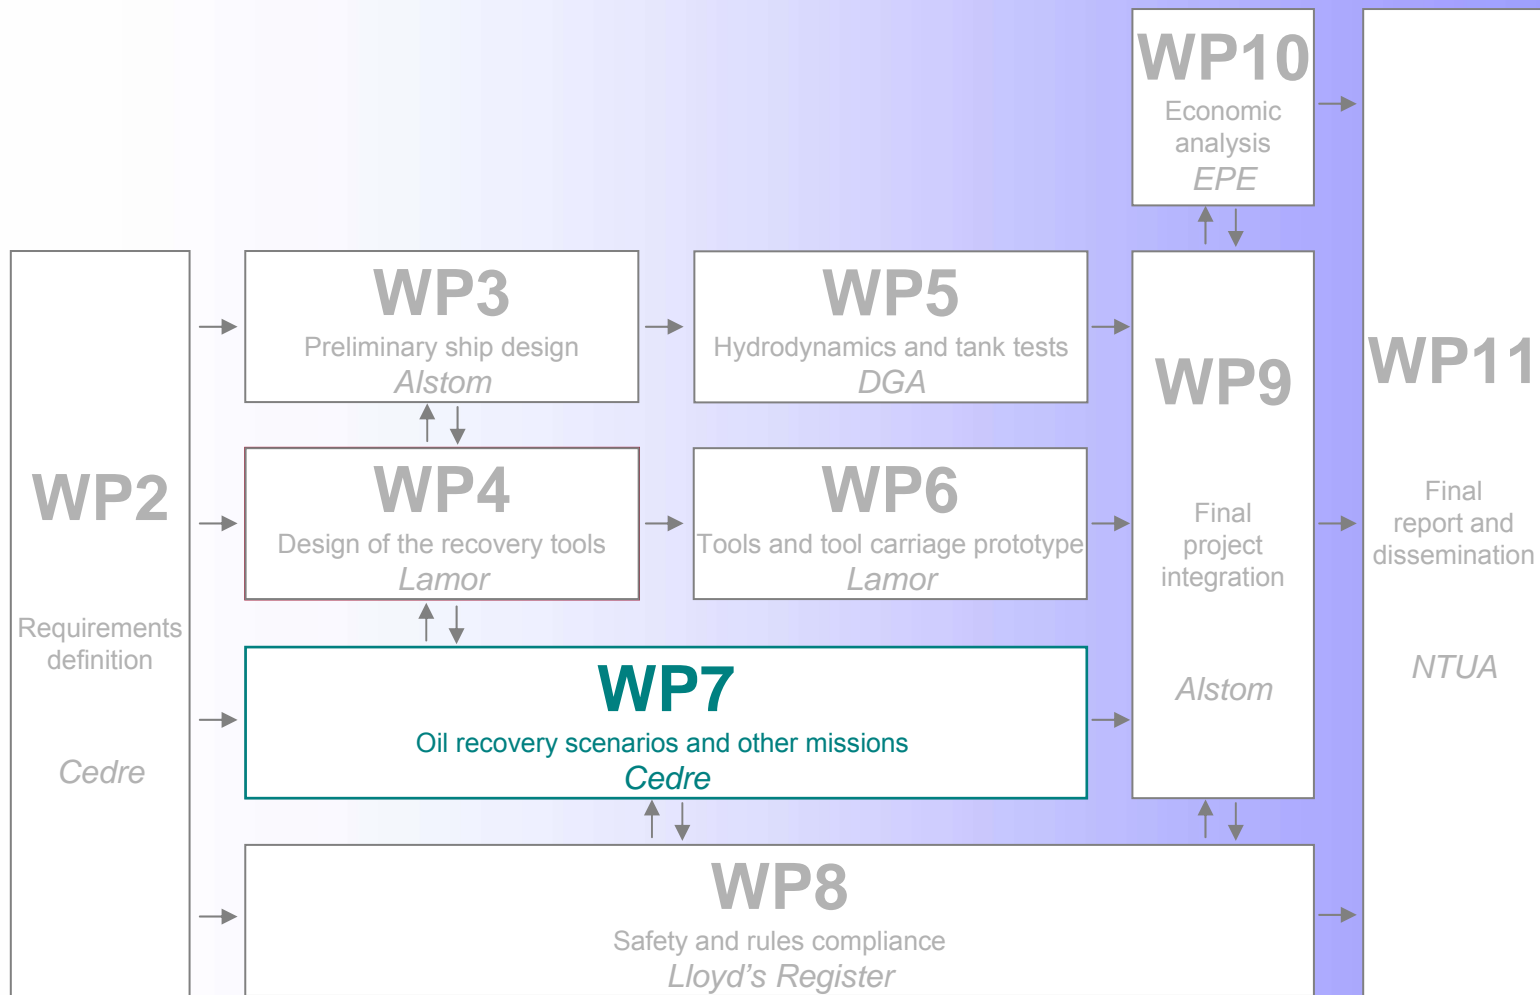 WP10
Economic
analysis
EPE
WP2
Requirements
definition
Cedre
WP3
Preliminary ship design
Alstom
WP5
Hydrodynamics and tank tests
DGA
WP4
Design of the recovery tools
Lamor
WP6
Tools and tool carriage prototype
Lamor
WP7
Oil recovery scenarios and other missions
Cedre
WP8
Safety and rules compliance
Lloyd's Register
WP9
Final
project
integration
Alstom
WP11
Final
report and
dissemination
NTUA